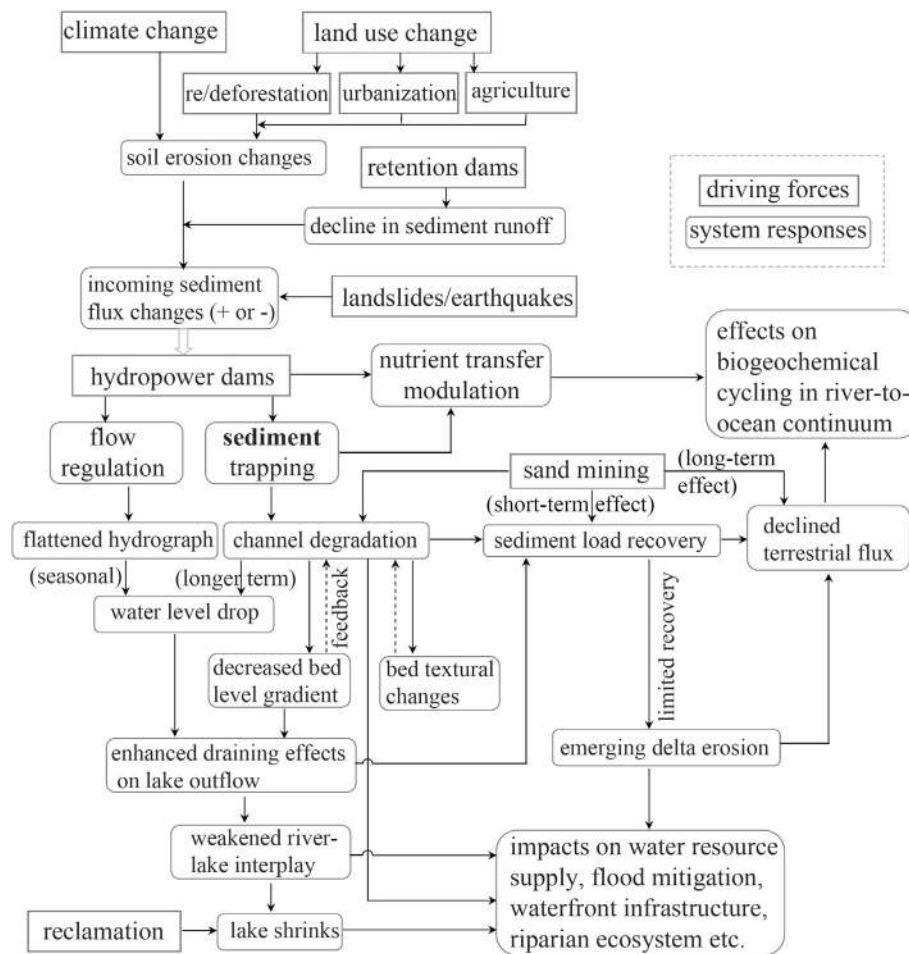 climate change
land use change
re/deforestation
urbanization
agriculture
soil erosion changes
retention dams
driving forces
decline in sediment runoff
system responses
incoming sediment
flux changes (+ or -)
landslides/earthquakes
hydropower dams
nutrient transfer
modulation
effects on
biogeochemical
cycling in river-to-
ocean continuum
flow
regulation
sediment
trapping
sand mining
(long-term
effect)
(short-term effect)
flattened hydrograph
channel degradation
sediment load recovery
declined
terrestrial flux
(seasonal)
(longer term)
feedback
water level drop
decreased bed
level gradient
bed textural
changes
limited recovery
enhanced draining effects
on lake outflow
emerging delta erosion
weakened river-
lake interplay
impacts on water resource
supply, flood mitigation,
waterfront infrastructure,
riparian ecosystem etc.
reclamation
lake shrinks